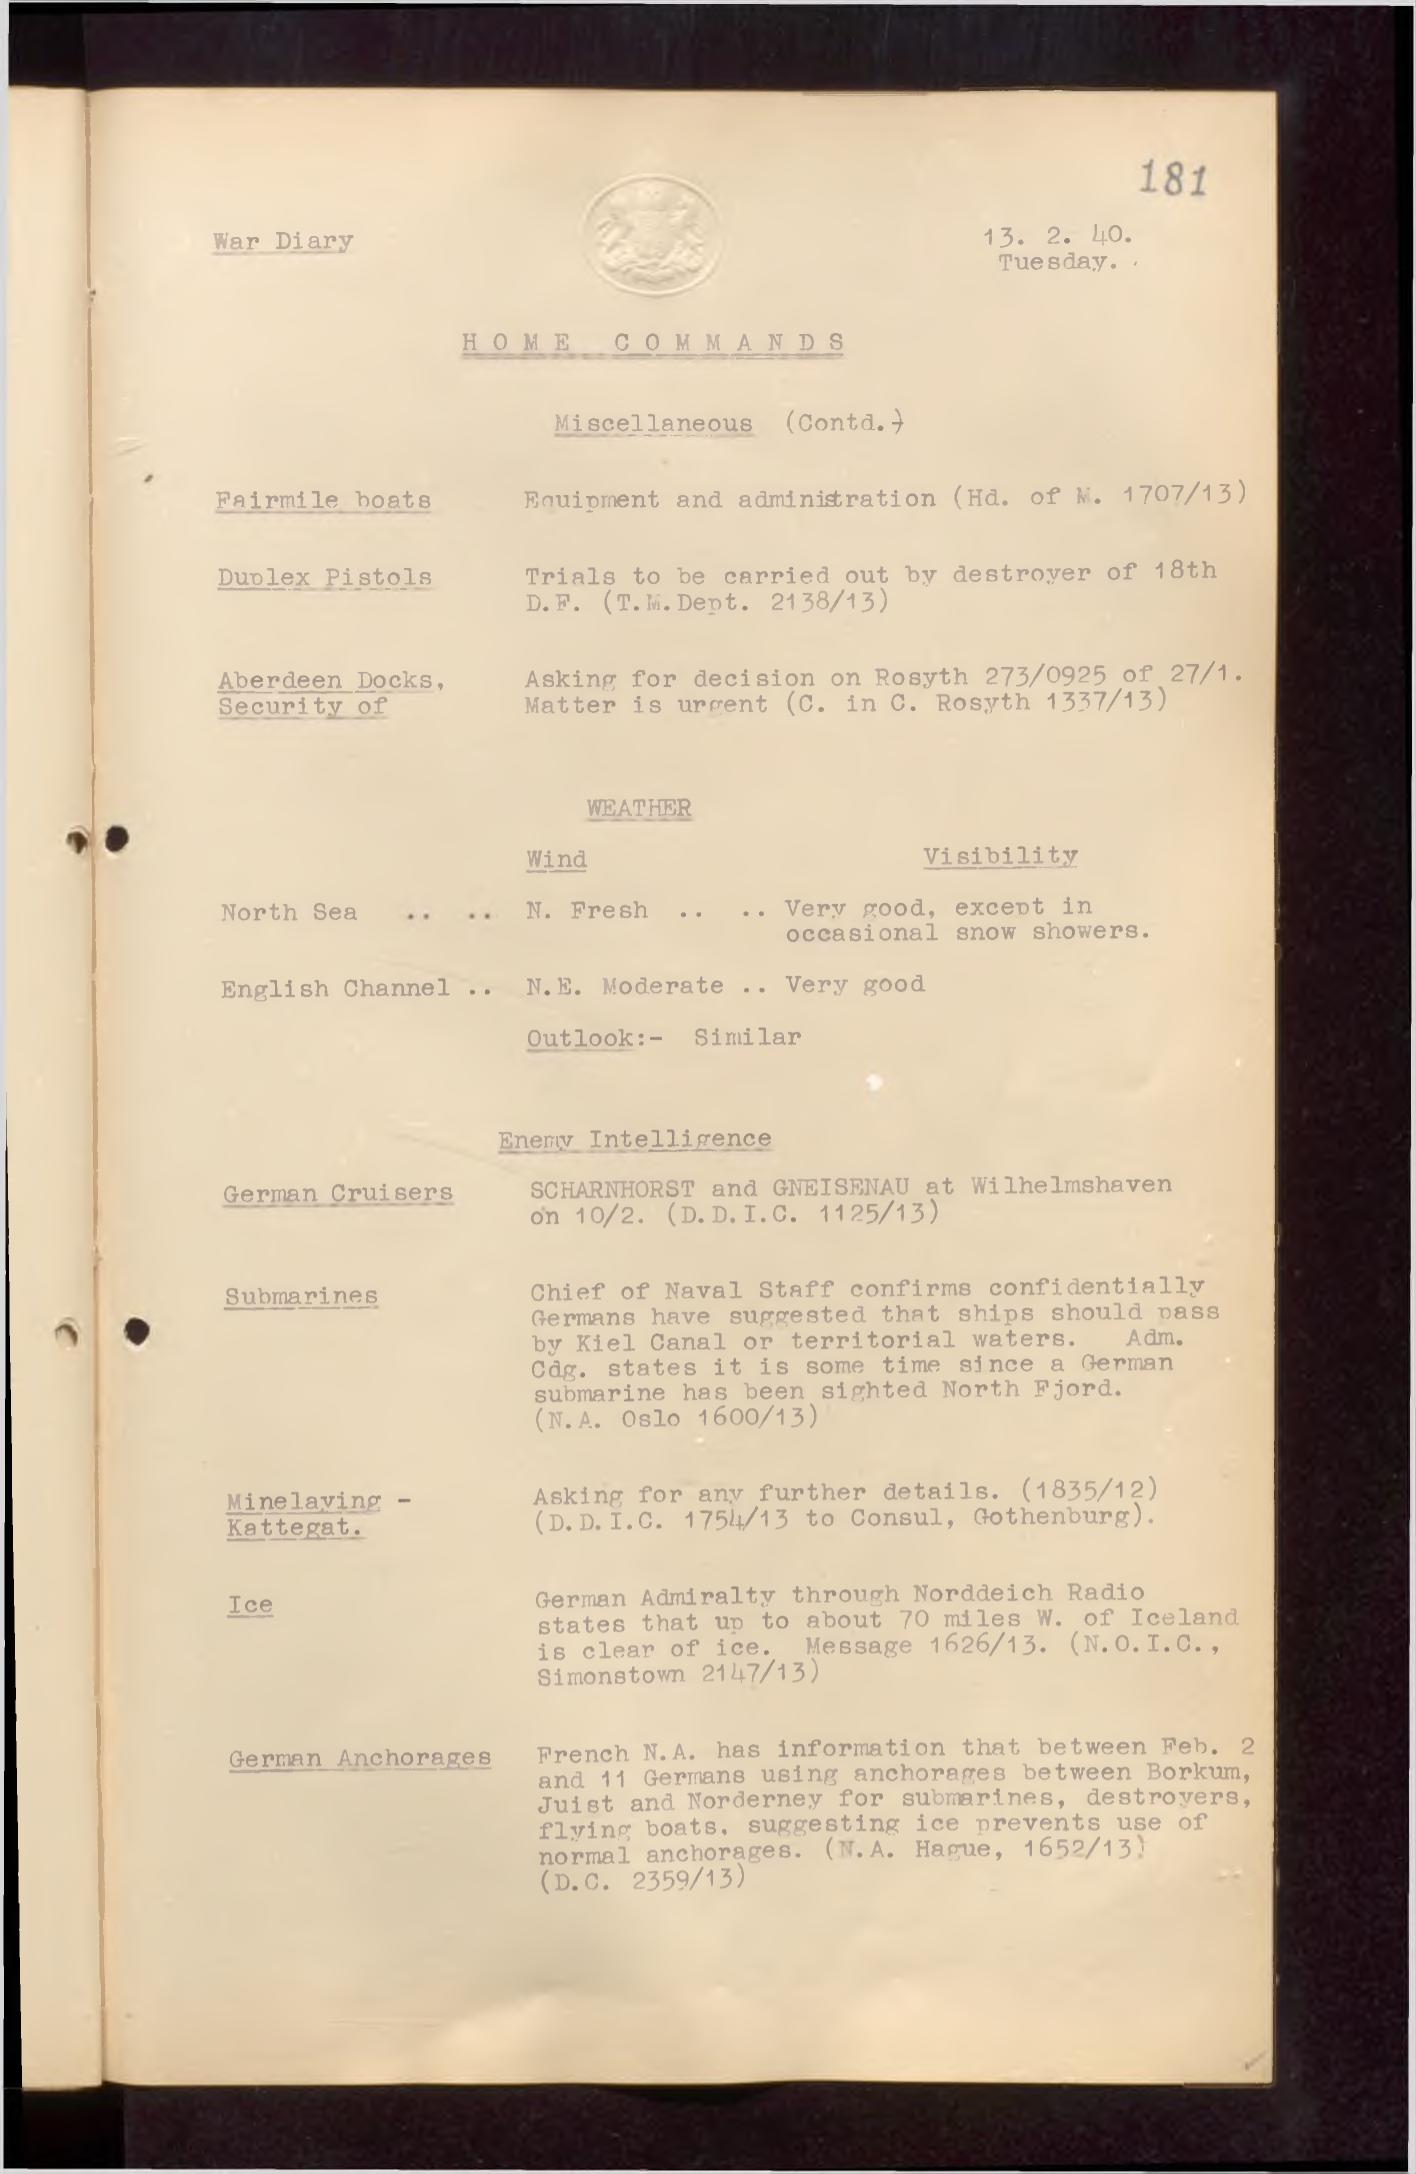 181
War Diary
13. 2. 40.
Tuesday.
HOME COMMANDS
Miscellaneous (Contd.)
Fairmile boats Equipment and administration (Hd. of M. 1707/13)
Duplex Pistols Trials to be carried out by destroyer of 18th
D.F. (T.M.Dept. 2138/13)
Aberdeen Docks, Asking for decision on Rosyth 273/0925 of 27/1.
Security of Matter is urgent (C. in C. Rosyth 1337/13)
WEATHER
Wind Visibility
North Sea .. .. N. Fresh .. .. Very good, except in
occasional snow showers.
English Channel .. N.E. Moderate .. Very good
Outlook:- Similar
Enemy Intelligence
German Cruisers SCHARNHORST and GNEISENAU at Wilhelmshaven
on 10/2. (D.D.I.C. 1125/13)
Submarines Chief of Naval Staff confirms confidentially
Germans have suggested that ships should pass
by Kiel Canal or territorial waters. Adm.
Cdg. states it is some time since a German
submarine has been sighted North Fjord.
(N.A. Oslo 1600/13)
Minelaying - Asking for any further details. (1835/12)
Kattegat. (D.D.I.C. 1754/13 to Consul, Gothenburg).
Ice German Admiralty through Norddeich Radio
states that up to about 70 miles W. of Iceland
is clear of ice. Message 1626/13. (N.O.I.C.,
Simonstown 2147/13)
German Anchorages French N.A. has information that between Feb. 2
and 11 Germans using anchorages between Borkum,
Juist and Norderney for submarines, destroyers,
flying boats, suggesting ice prevents use of
normal anchorages. (N.A. Hague, 1652/13)
(D.C. 2359/13)